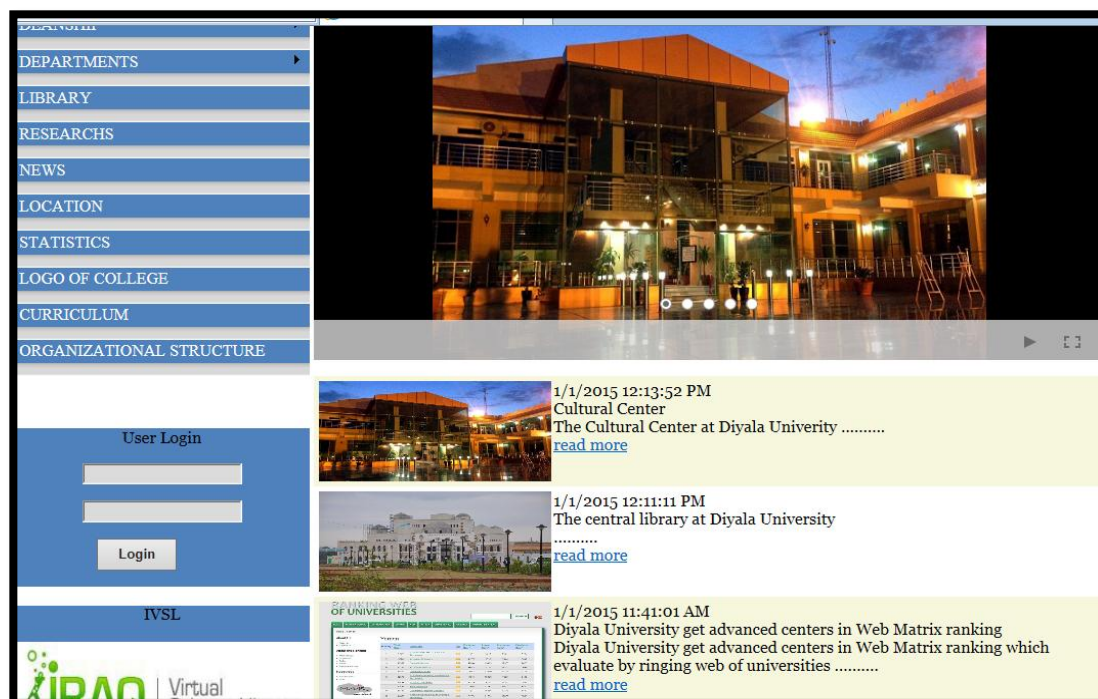 DEANSHIP
DEPARTMENTS
LIBRARY
RESEARCHS
NEWS
LOCATION
STATISTICS
LOGO OF COLLEGE
CURRICULUM
ORGANIZATIONAL STRUCTURE
User Login
Login
IVSL
IRAQ
Virtual
1/1/2015 12:13:52 PM
Cultural Center
The Cultural Center at Diyala Univerity ..........
read more
1/1/2015 12:11:11 PM
The central library at Diyala University
..........
read more
RANKING WEB
OF UNIVERSITIES
1/1/2015 11:41:01 AM
Diyala University get advanced centers in Web Matrix ranking
Diyala University get advanced centers in Web Matrix ranking which
evaluate by ringing web of universities ..........
read more